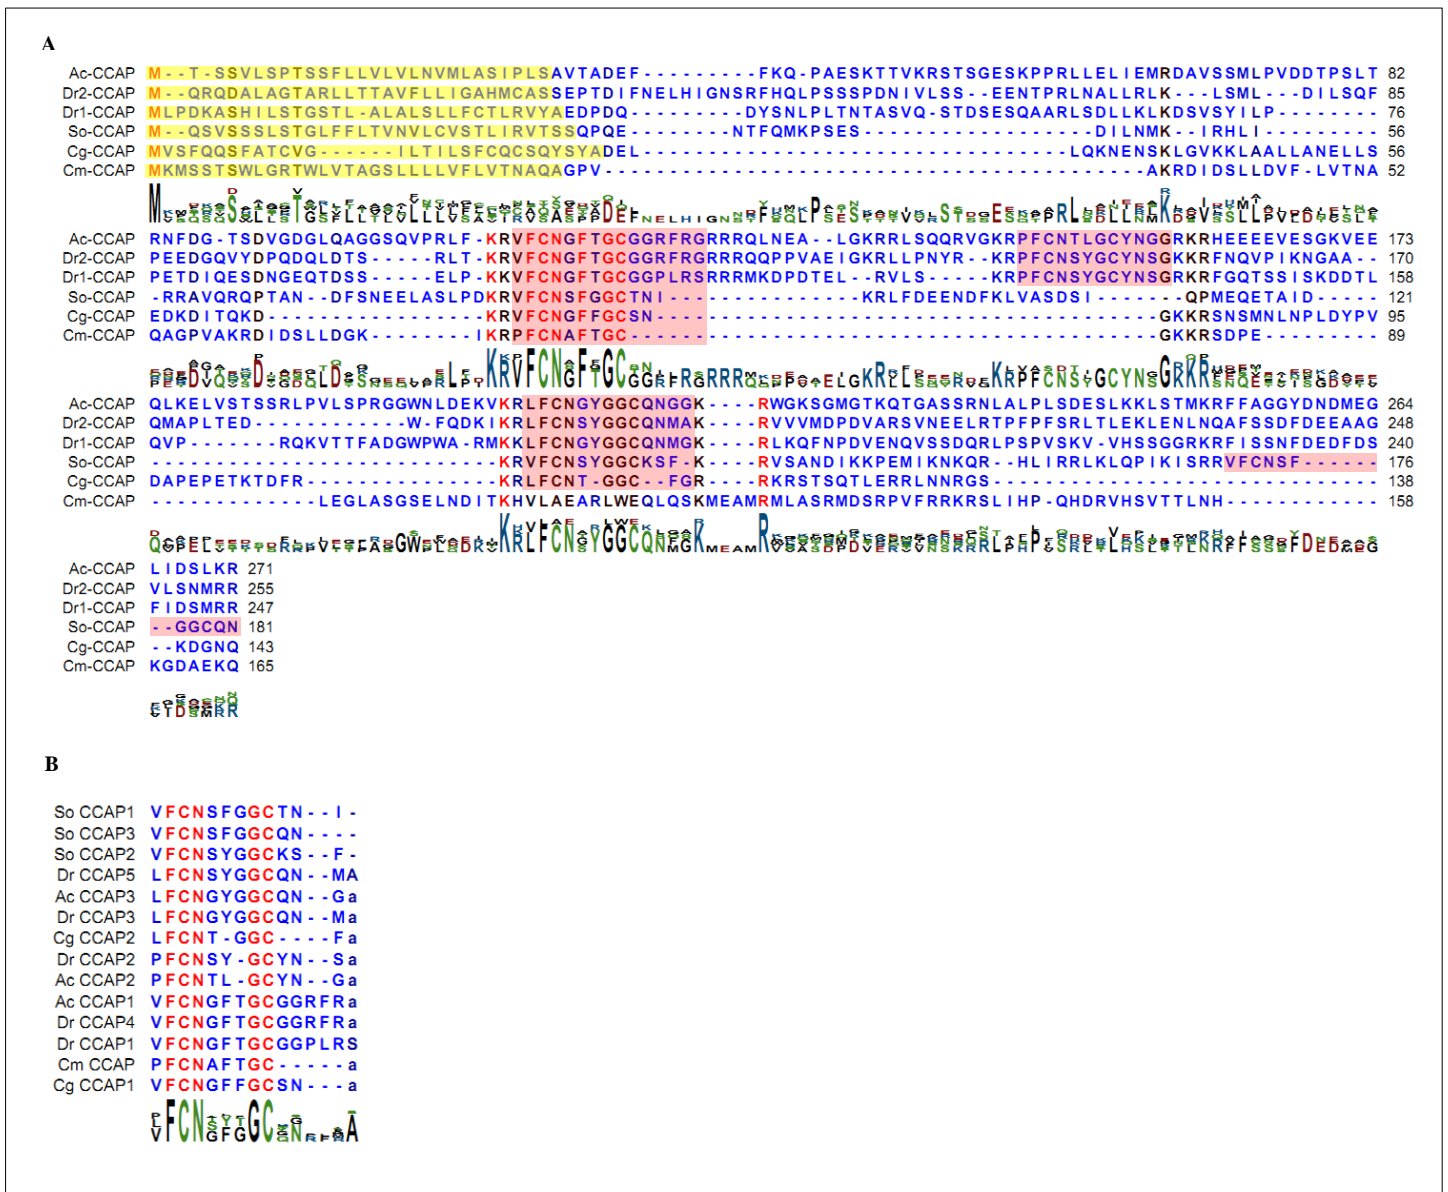 A
Ac-CCAP M--T-SSVLSPTSSFLLVLVLNVMLASIPLSAVTADEF---------FKQ-PAESKTTVKRSTSGESKPPRLLELIEMRDAVSSMLPVDDTPSLT 82
Dr2-CCAP M--QRQDALAGTARLLTTAVFLLIGAHMCASSEPTDIFNELHIGNSRFHQLPSSSPDNIVLSS--EENTPRLNALLRLK---LSML---DILSQF 85
Dr1-CCAP MLPDKASHILSTGSTL-ALALSLLFCTLRVYAEDPDQ---------DYSNLPLTNTASVQ-STDSESQAARLSDLLKLKDSVSYILP-------- 76
So-CCAP M--QSVSSSLSTGLFFLTVNVLCVSTLIRVTSSQPQE--------NTFQMKPSES------------------DILNMK--IRHLI--------- 56
Cg-CCAP MVSFQQSFATCVG------ILTILSFCQCSQYSYADEL---------------------------------LQKNENSKLGVKKLAALLANELLS 56
Cm-CCAP MKMSSTSWLGRTWLVTAGSLLLLVFLVTNAQAGPV------------------------------------------AKRDIDSLLDVF-LVTNA 52
Ac-CCAP RNFDG-TSDVGDGLQAGGSQVPRLF-KRVFCNGFTGCGGRFRGRRRQLNEA--LGKRRLSQQRVGKRPFCNTLGCYNGGRKRHEEEEVESGKVEE 173
Dr2-CCAP PEEDGQVYDPQDQLDTS-----RLT-KRVFCNGFTGCGGRFRGRRRQQPPVAEIGKRLLPNYR--KRPFCNSYGCYNSGKKRFNQVPIKNGAA-- 170
Dr1-CCAP PETDIQESDNGEQTDSS-----ELP-KRVFCNGFTGCGGPLRSRRRRMKDPDTEL--RVLS----KRPFCNSYGCYNSGRKRFGQTSSISKDDTL 158
So-CCAP -RRAVQRQPTAN--DFSNEELASLPDKRVFCNSFGGCTNI------------KRLFDEENDFKLVASDSI-------QPMEQETAID---- 121
Cg-CCAP EDKDITQKD----------------KRVFCNGFFGCSN---------------------------------------GKKRSNSMNLNPLDYPV 95
Cm-CCAP QAGPVAKRDIDSLLDGK--------IKRPFCNAFTGC-----------------------------------------GKKRSDPE---- 89
Ac-CCAP QLKELVSTSSRLPVLSPRGGWNLDEKVKRLFCNGYGGCQNGGK----RWGKSGMGTKQTGASSRNLALPLSDESLKKLSTMKRFFAGGYDNDMEG 264
Dr2-CCAP QMAPLTED------------W-FQDKIKRLFCNSYGGCQNMAK----RVVVMDPDVARSVNEELRTPFPFSRLTLEKLENLNQAFSSDFDEEAAG 248
Dr1-CCAP QVP-------RQKVTTFADGWPWA-RMKKLFCNGYGGCQNMGK----RLKQFNPDVENQVSSDQRLPSPVSKV-VHSSGGRKRFISSNFDEDFDS 240
So-CCAP ---------------------------KRVFCNSYGGCKSF-K----RVSANDIKKPEMIKNKQR--HLIRRLKLQPIKISRRVFCNSF------ 176
Cg-CCAP DAPEPETKTDFR---------------KRLFCNT-GGC--FGR----RKRSTSQTLERRLNNRGS------------------------------ 138
Cm-CCAP -------------LEGLASGSELNDITKHVLAEARLWEQLQSKMEAMRMLASRMDSRPVFRRKRSLIHP-QHDRVHSVTTLNH------------ 158
Ac-CCAP LIDSLKR 271
Dr2-CCAP VLSNMRR 255
Dr1-CCAP FIDSMRR 247
So-CCAP --GGCQN 181
Cg-CCAP --KDGNQ 143
Cm-CCAP KGDAEKQ 165
B
So CCAP1 VFCNSFGGCTN--I-
So CCAP3 VFCNSFGGCQN----
So CCAP2 VFCNSYGGCKS--F-
Dr CCAP5 LFCNSYGGCQN--MA
Ac CCAP3 LFCNGYGGCQN--Ga
Dr CCAP3 LFCNGYGGCQN--Ma
Cg CCAP2 LFCNT-GGC----Fa
Dr CCAP2 PFCNSY-GCYN--Sa
Ac CCAP2 PFCNTL-GCYN--Ga
Ac CCAP1 VFCNGFTGCGGRFRa
Dr CCAP4 VFCNGFTGCGGRFRa
Dr CCAP1 VFCNGFTGCGGPLRS
Cm CCAP PFCNAFTGC-----a
Cg CCAP1 VFCNGFFGCSN---a